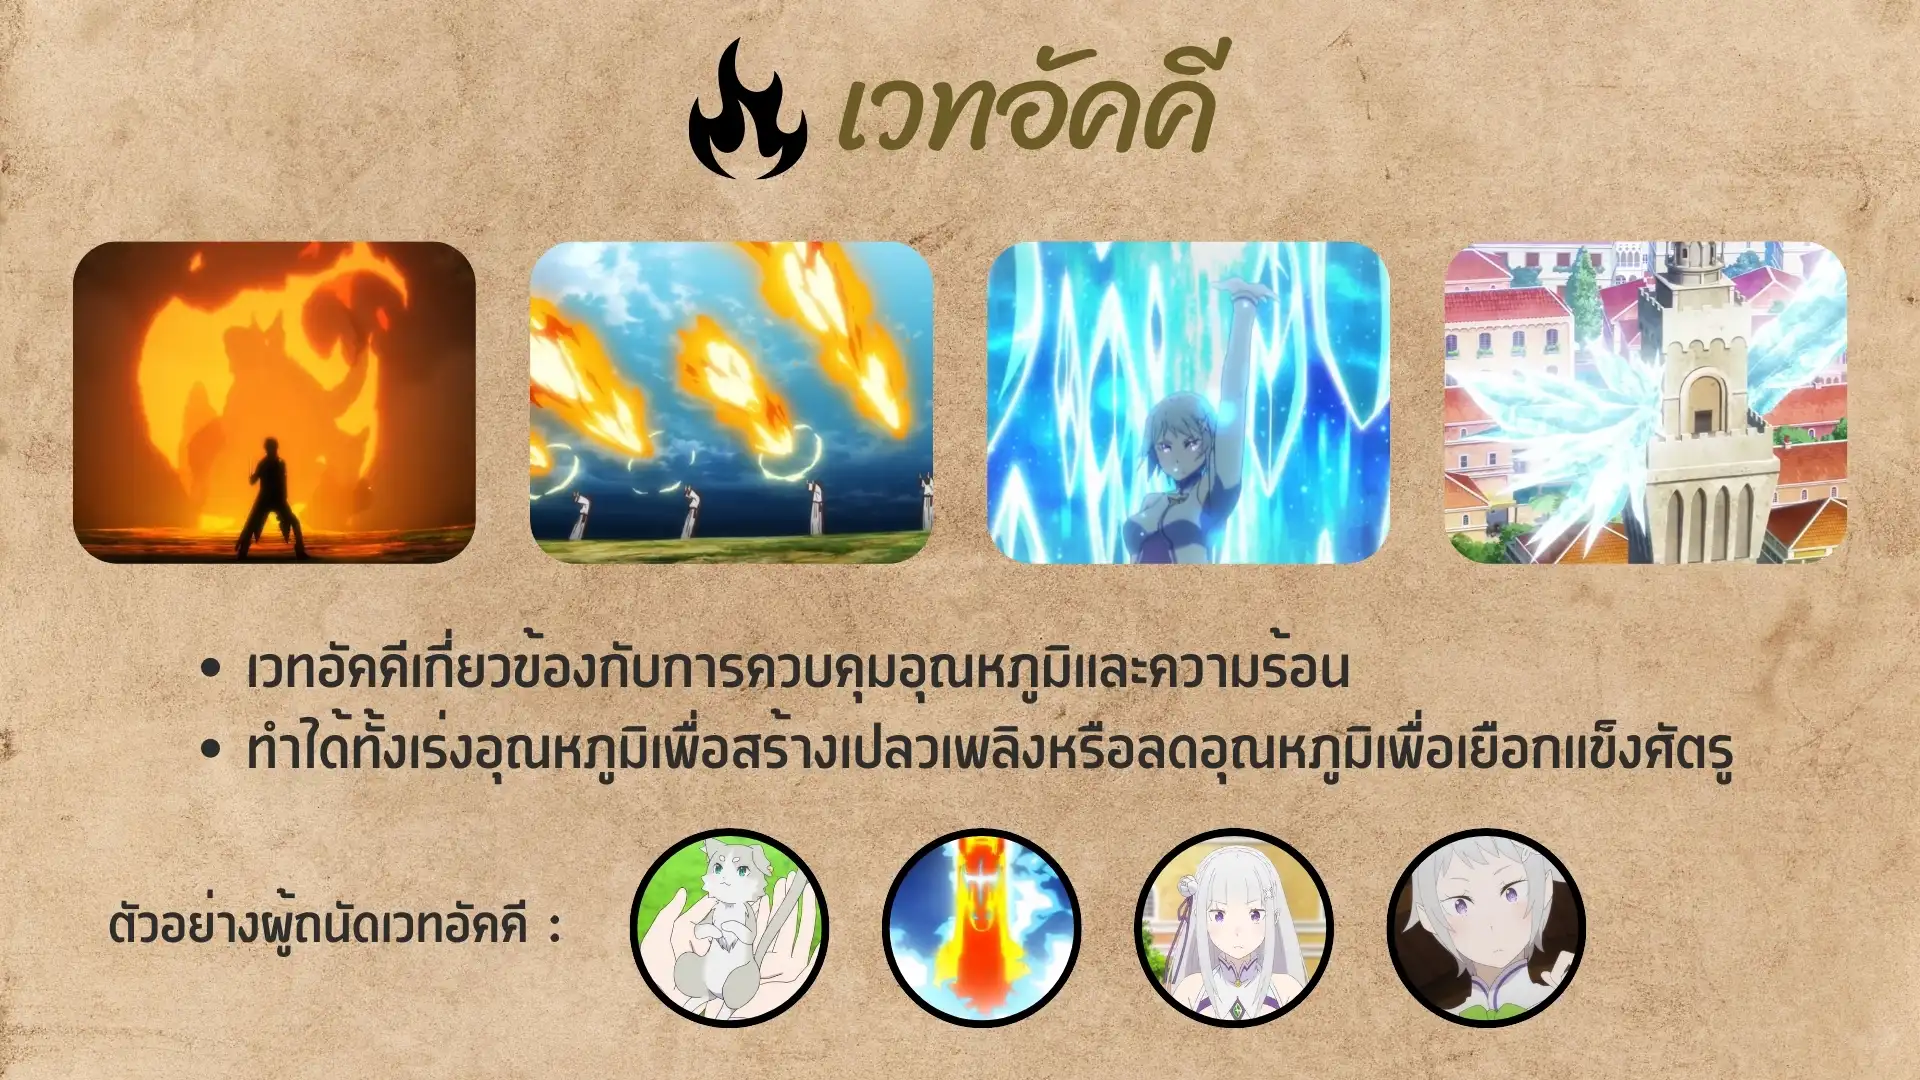 เวทอัคคี
• เวทอัคคีเกี่ยวข้องกับการควบคุมอุณหภูมิและความร้อน
• ทำได้ทั้งเร่งอุณหภูมิเพื่อสร้างเปลวเพลิงหรือลดอุณหภูมิเพื่อเยือกแข็งศัตรู
ตัวอย่างผู้ถนัดเวทอัคคี :